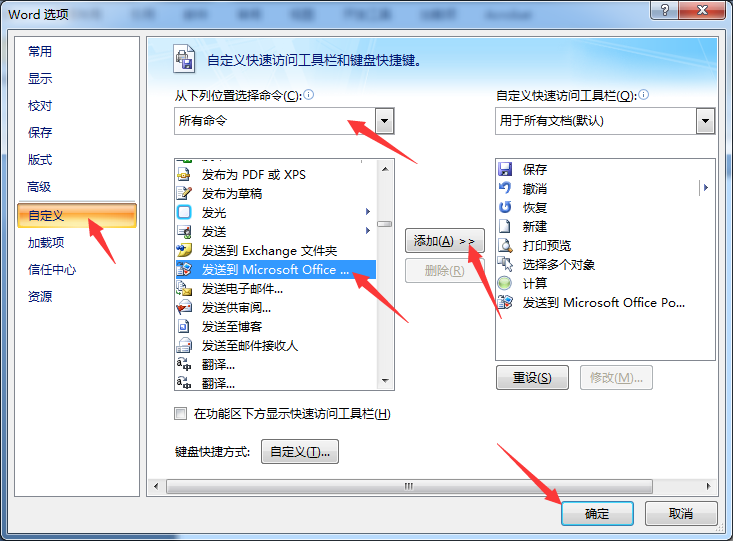 Word 选项
常用
显示
校对
保存
版式
高级
自定义
加载项
信任中心
资源
自定义快速访问工具栏和键盘快捷键。
从下列位置选择命令(C):
所有命令
发布为 PDF 或 XPS
发布为草稿
发光
发送
发送到 Exchange 文件夹
发送到 Microsoft Office ...
发送电子邮件...
发送供审阅...
发送至博客
发送至邮件接收人
翻译...
翻译...
添加(A) >>
删除(R)
自定义快速访问工具栏(Q):
用于所有文档(默认)
保存
撤消
恢复
新建
打印预览
选择多个对象
计算
发送到 Microsoft Office Po...
重设(S)
修改(M)...
在功能区下方显示快速访问工具栏(H)
键盘快捷方式:
自定义(T)...
确定
取消